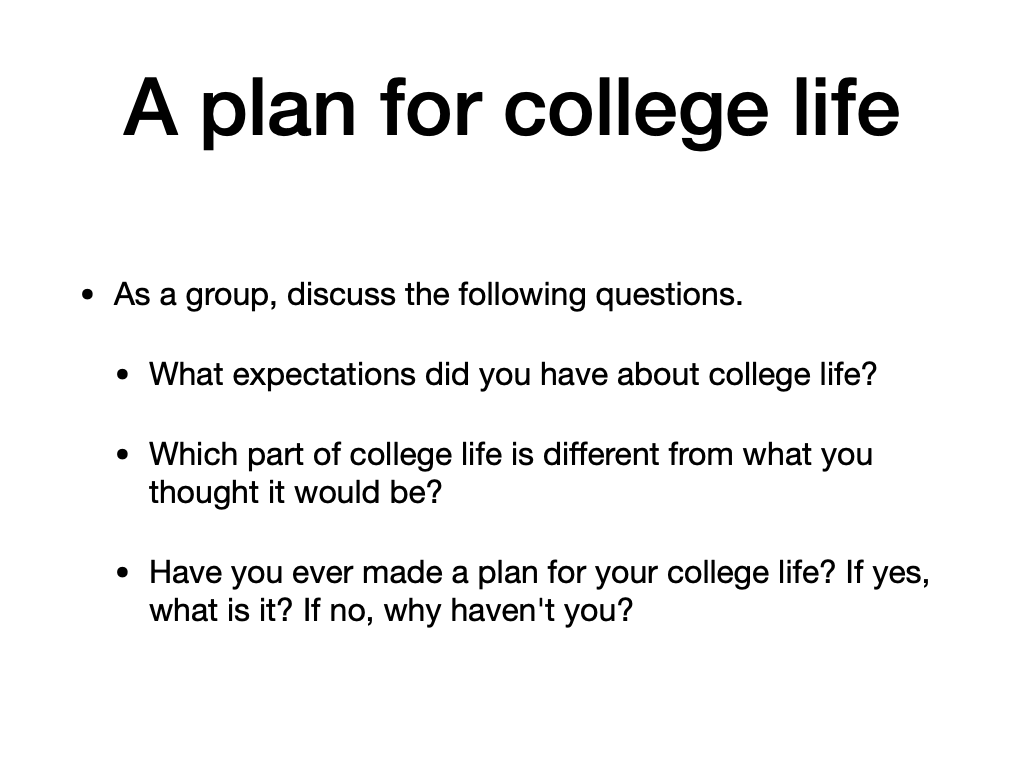 A plan for college life
• As a group, discuss the following questions.
• What expectations did you have about college life?
• Which part of college life is different from what you
thought it would be?
• Have you ever made a plan for your college life? If yes,
what is it? If no, why haven't you?